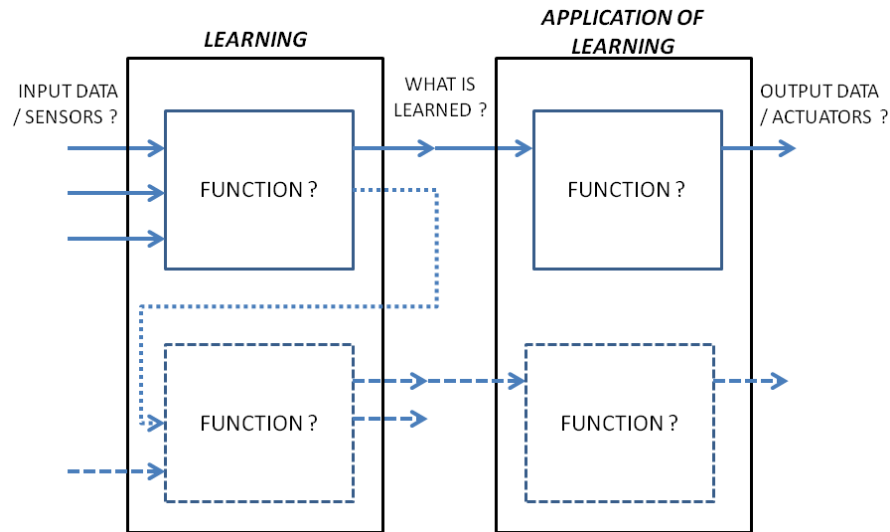 LEARNING
APPLICATION OF
LEARNING
INPUT DATA
/ SENSORS ?
WHAT IS
LEARNED ?
OUTPUT DATA
/ ACTUATORS ?
FUNCTION ?
FUNCTION ?
FUNCTION ?
FUNCTION ?